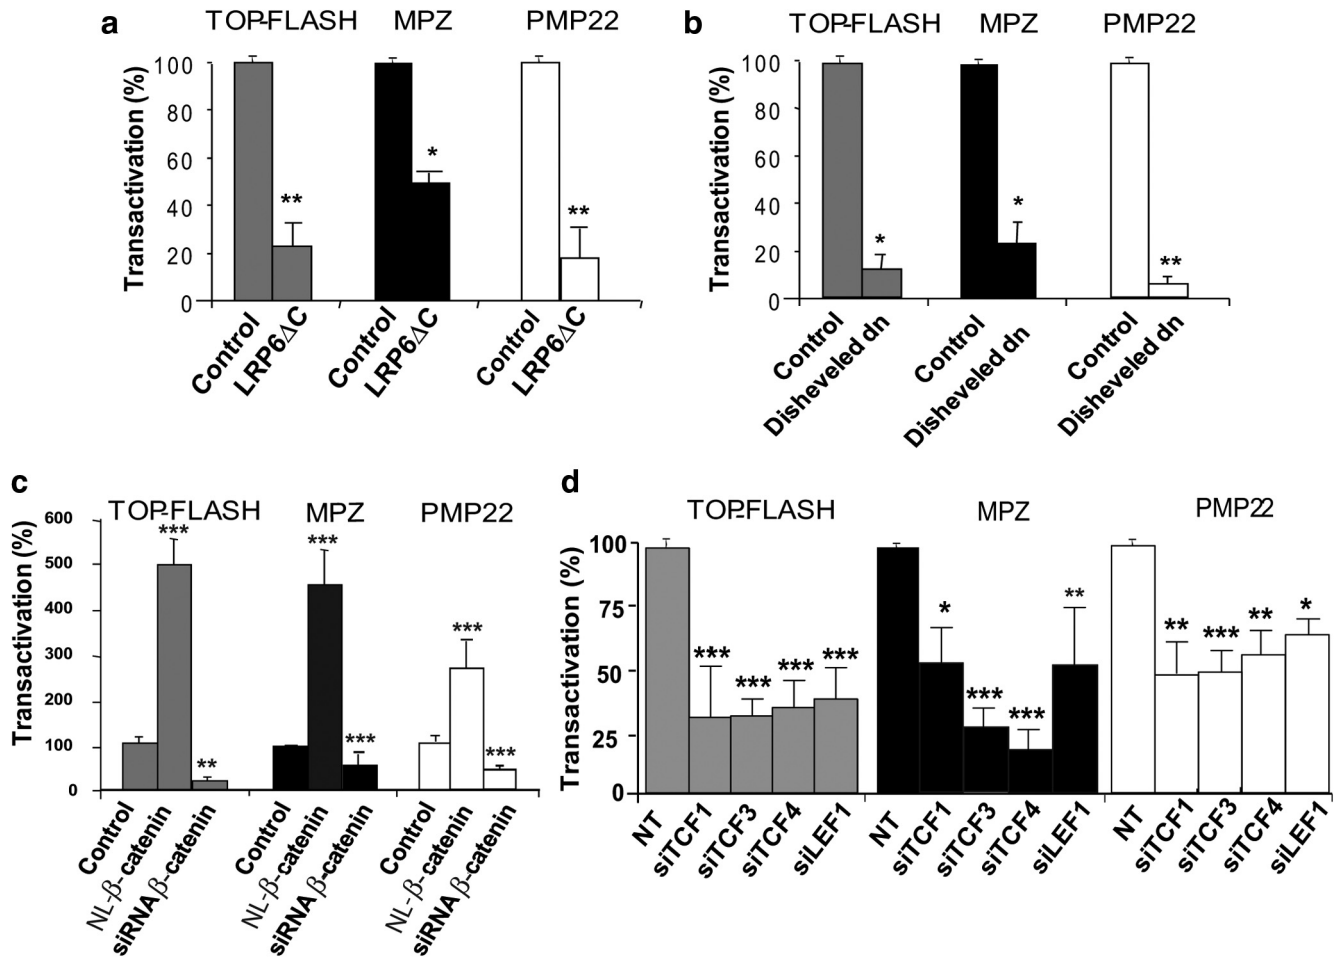 a
TOP-FLASH MPZ PMP22
Transactivation (%)
100
80
60
40
20
0
** * **
Control LRP6ΔC Control LRP6ΔC Control LRP6ΔC
b
TOP-FLASH MPZ PMP22
Transactivation (%)
100
80
60
40
20
0
* * **
Control Disheveled dn Control Disheveled dn Control Disheveled dn
c
TOP-FLASH MPZ PMP22
Transactivation (%)
600
500
400
300
200
100
0
*** ** *** *** *** ***
Control NL-β-catenin siRNA β-catenin Control NL-β-catenin siRNA β-catenin Control NL-β-catenin siRNA β-catenin
d
TOP-FLASH MPZ PMP22
Transactivation (%)
100
75
50
25
0
*** *** *** *** * *** *** ** ** *** ** *
NT siTCF1 siTCF3 siTCF4 siLEF1 NT siTCF1 siTCF3 siTCF4 siLEF1 NT siTCF1 siTCF3 siTCF4 siLEF1